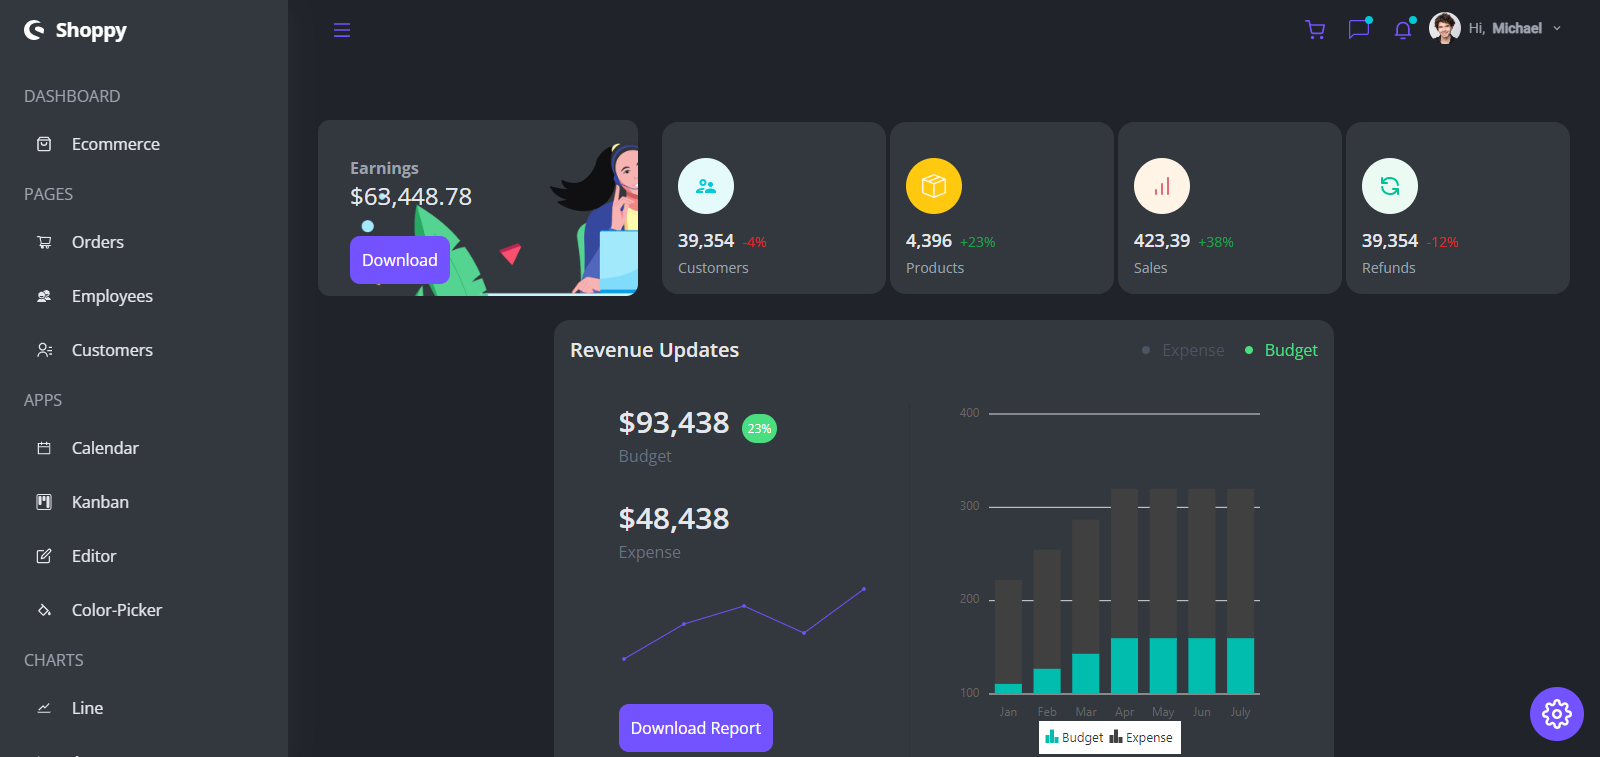 Shoppy
Hi, Michael
DASHBOARD
Ecommerce
PAGES
Orders
Employees
Customers
APPS
Calendar
Kanban
Editor
Color-Picker
CHARTS
Line
Earnings
$63,448.78
Download
39,354 -4%
Customers
4,396 +23%
Products
423,39 +38%
Sales
39,354 -12%
Refunds
Revenue Updates
Expense
Budget
$93,438 23%
Budget
$48,438
Expense
Download Report
400
300
200
100
Jan Feb Mar Apr May Jun July
Budget Expense